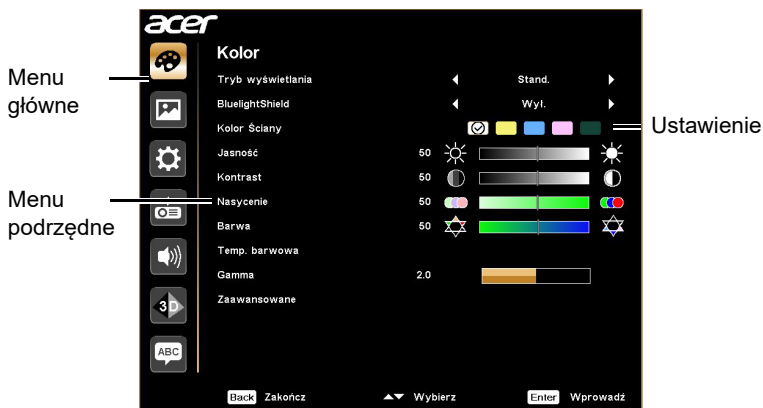 acer
Kolor
Menu
główne
Tryb wyświetlania Stand.
BluelightShield Wył.
Kolor Ściany
Ustawienie
Jasność 50
Kontrast 50
Menu
podrzędne
Nasycenie 50
Barwa 50
Temp. barwowa
Gamma 2.0
Zaawansowane
3D
ABC
Back Zakończ Wybierz Enter Wprowadź